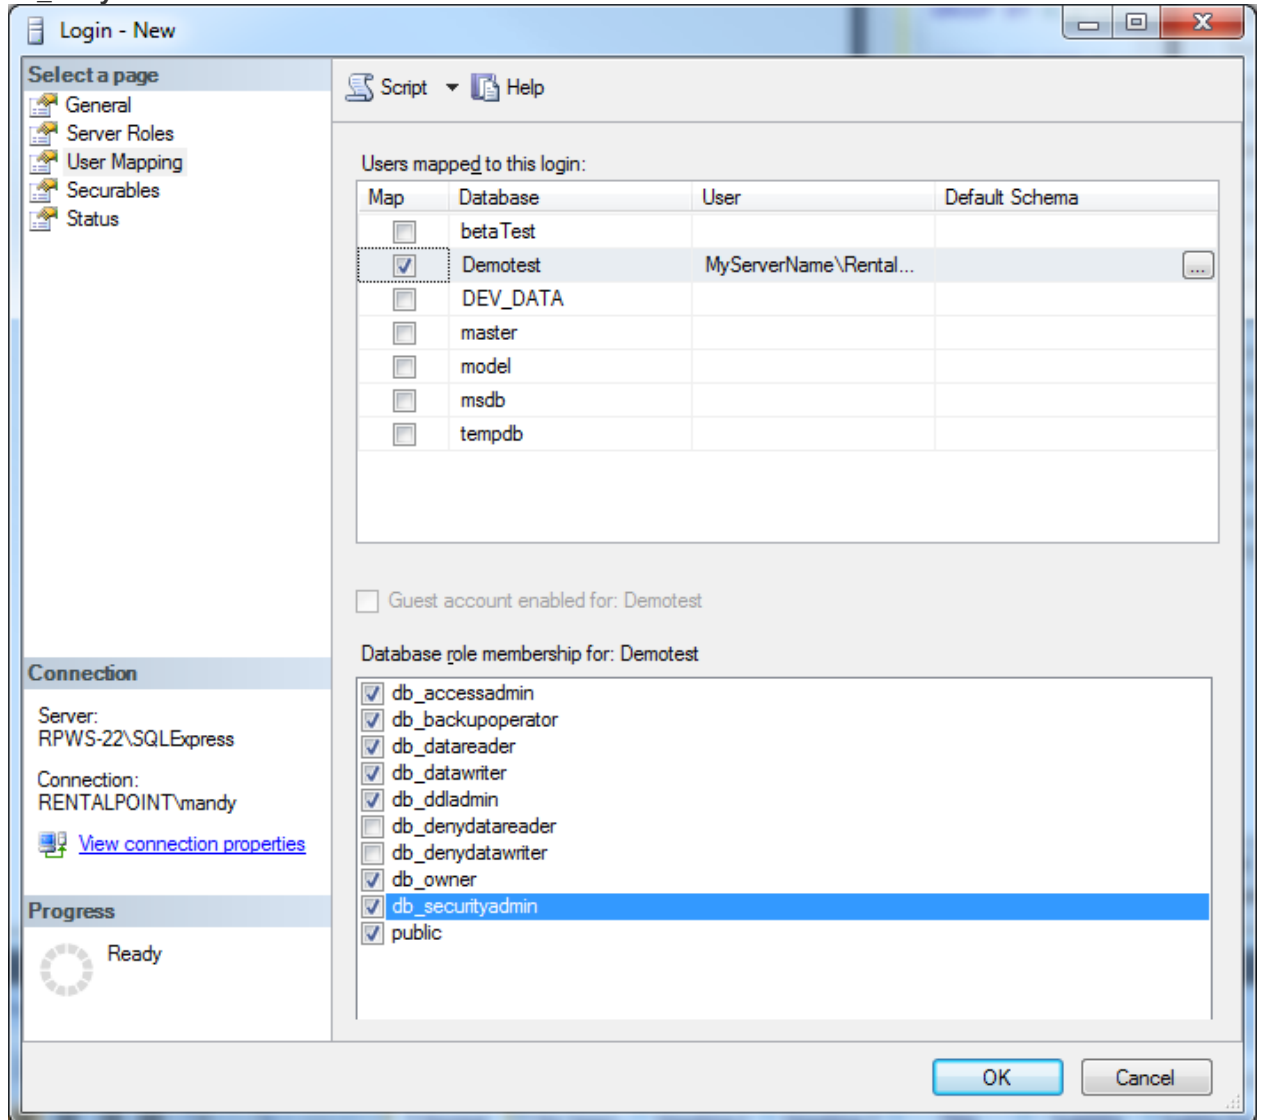 Login - New
Select a page
General
Server Roles
User Mapping
Securables
Status
Script Help
Users mapped to this login:
Map Database User Default Schema
betaTest
Demotest MyServerName\Rental... ...
DEV_DATA
master
model
msdb
tempdb
Guest account enabled for: Demotest
Database role membership for: Demotest
db_accessadmin
db_backupoperator
db_datareader
db_datawriter
db_ddladmin
db_denydatareader
db_denydatawriter
db_owner
db_securityadmin
public
Connection
Server:
RPWS-22\SQLExpress
Connection:
RENTALPOINT\mandy
View connection properties
Progress
Ready
OK Cancel